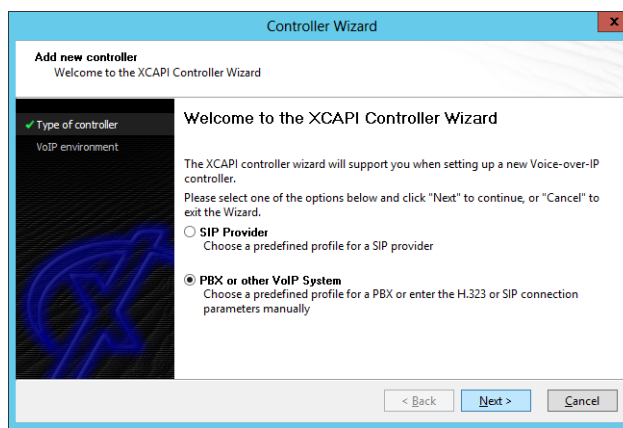 Controller Wizard
x
Add new controller
Welcome to the XCAPI Controller Wizard
Type of controller
VoIP environment
Welcome to the XCAPI Controller Wizard
The XCAPI controller wizard will support you when setting up a new Voice-over-IP
controller.
Please select one of the options below and click "Next" to continue, or "Cancel" to
exit the Wizard.
SIP Provider
Choose a predefined profile for a SIP provider
PBX or other VoIP System
Choose a predefined profile for a PBX or enter the H.323 or SIP connection
parameters manually
< Back
Next >
Cancel